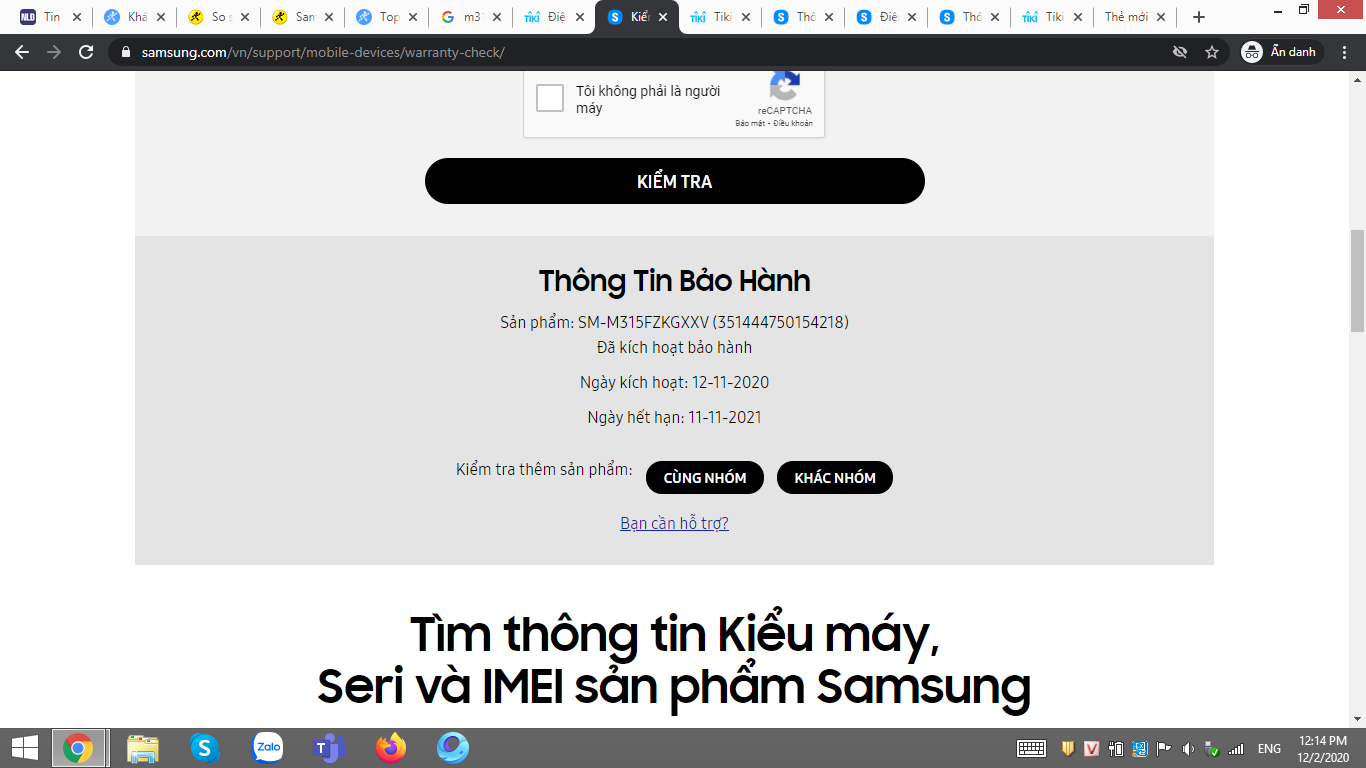 NLD Tin
Khá
So s
Sam
Top
m31
TIKI Điệ
S Kiể
TIKI Tiki
S Thô
S Điệ
S Thô
TIKI Tiki
Thẻ mới
samsung.com/vn/support/mobile-devices/warranty-check/
Ẩn danh
Tôi không phải là người
máy
reCAPTCHA
Bảo mật - Điều khoản
KIỂM TRA
Thông Tin Bảo Hành
Sản phẩm: SM-M315FZKGXXV (351444750154218)
Đã kích hoạt bảo hành
Ngày kích hoạt: 12-11-2020
Ngày hết hạn: 11-11-2021
Kiểm tra thêm sản phẩm: CÙNG NHÓM KHÁC NHÓM
Bạn cần hỗ trợ?
Tìm thông tin Kiểu máy,
Seri và IMEI sản phẩm Samsung
Zalo
ENG
12:14 PM
12/2/2020